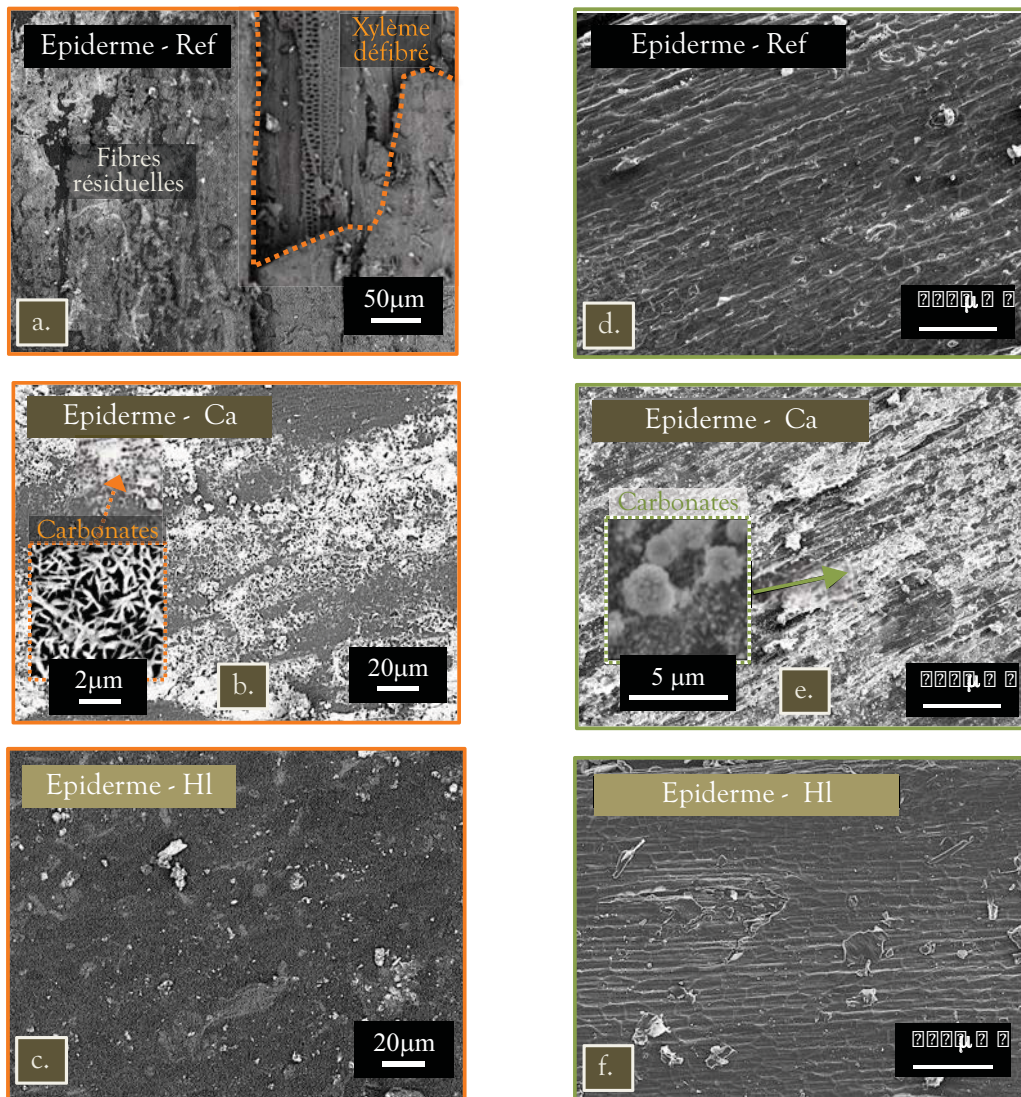 Epiderme - Ref
Xylème
défibré
Fibres
résiduelles
50µm
a.
Epiderme - Ref
d.
Epiderme - Ca
Carbonates
2µm
b.
20µm
Epiderme - Ca
Carbonates
5 µm
e.
Epiderme - Hl
20µm
c.
Epiderme - Hl
f.